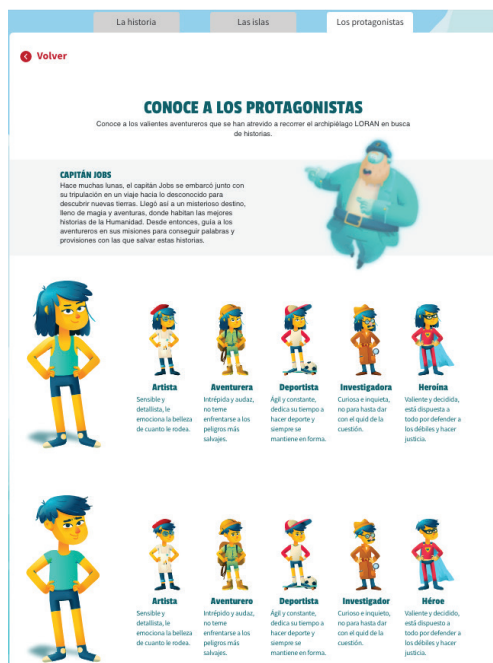 La historia
Las islas
Los protagonistas
Volver
CONOCE A LOS PROTAGONISTAS
Conoce a los valientes aventureros que se han atrevido a recorrer el archipiélago LORAN en busca
de historias.
CAPITÁN JOBS
Hace muchas lunas, el capitán Jobs se embarcó junto con
su tripulación en un viaje hacia lo desconocido para
descubrir nuevas tierras. Llegó así a un misterioso destino,
lleno de magia y aventuras, donde habitan las mejores
historias de la Humanidad. Desde entonces, guía a los
aventureros en sus misiones para conseguir palabras y
provisiones con las que salvar estas historias.
Artista
Sensible y
detallista, le
emociona la belleza
de cuanto le rodea.
Aventurera
Intrépida y audaz,
no teme
enfrentarse a los
peligros más
salvajes.
Deportista
Ágil y constante,
dedica su tiempo a
hacer deporte y
siempre se
mantiene en forma.
Investigadora
Curiosa e inquieta,
no para hasta dar
con el quid de la
cuestión.
Heroína
Valiente y decidida,
está dispuesta a
todo por defender a
los débiles y hacer
justicia.
Artista
Sensible y
detallista, le
emociona la belleza
de cuanto le rodea.
Aventurero
Intrépido y audaz,
no teme
enfrentarse a los
peligros más
salvajes.
Deportista
Ágil y constante,
dedica su tiempo a
hacer deporte y
siempre se
mantiene en forma.
Investigador
Curioso e inquieto,
no para hasta dar
con el quid de la
cuestión.
Héroe
Valiente y decidido,
está dispuesto a
todo por defender a
los débiles y hacer
justicia.